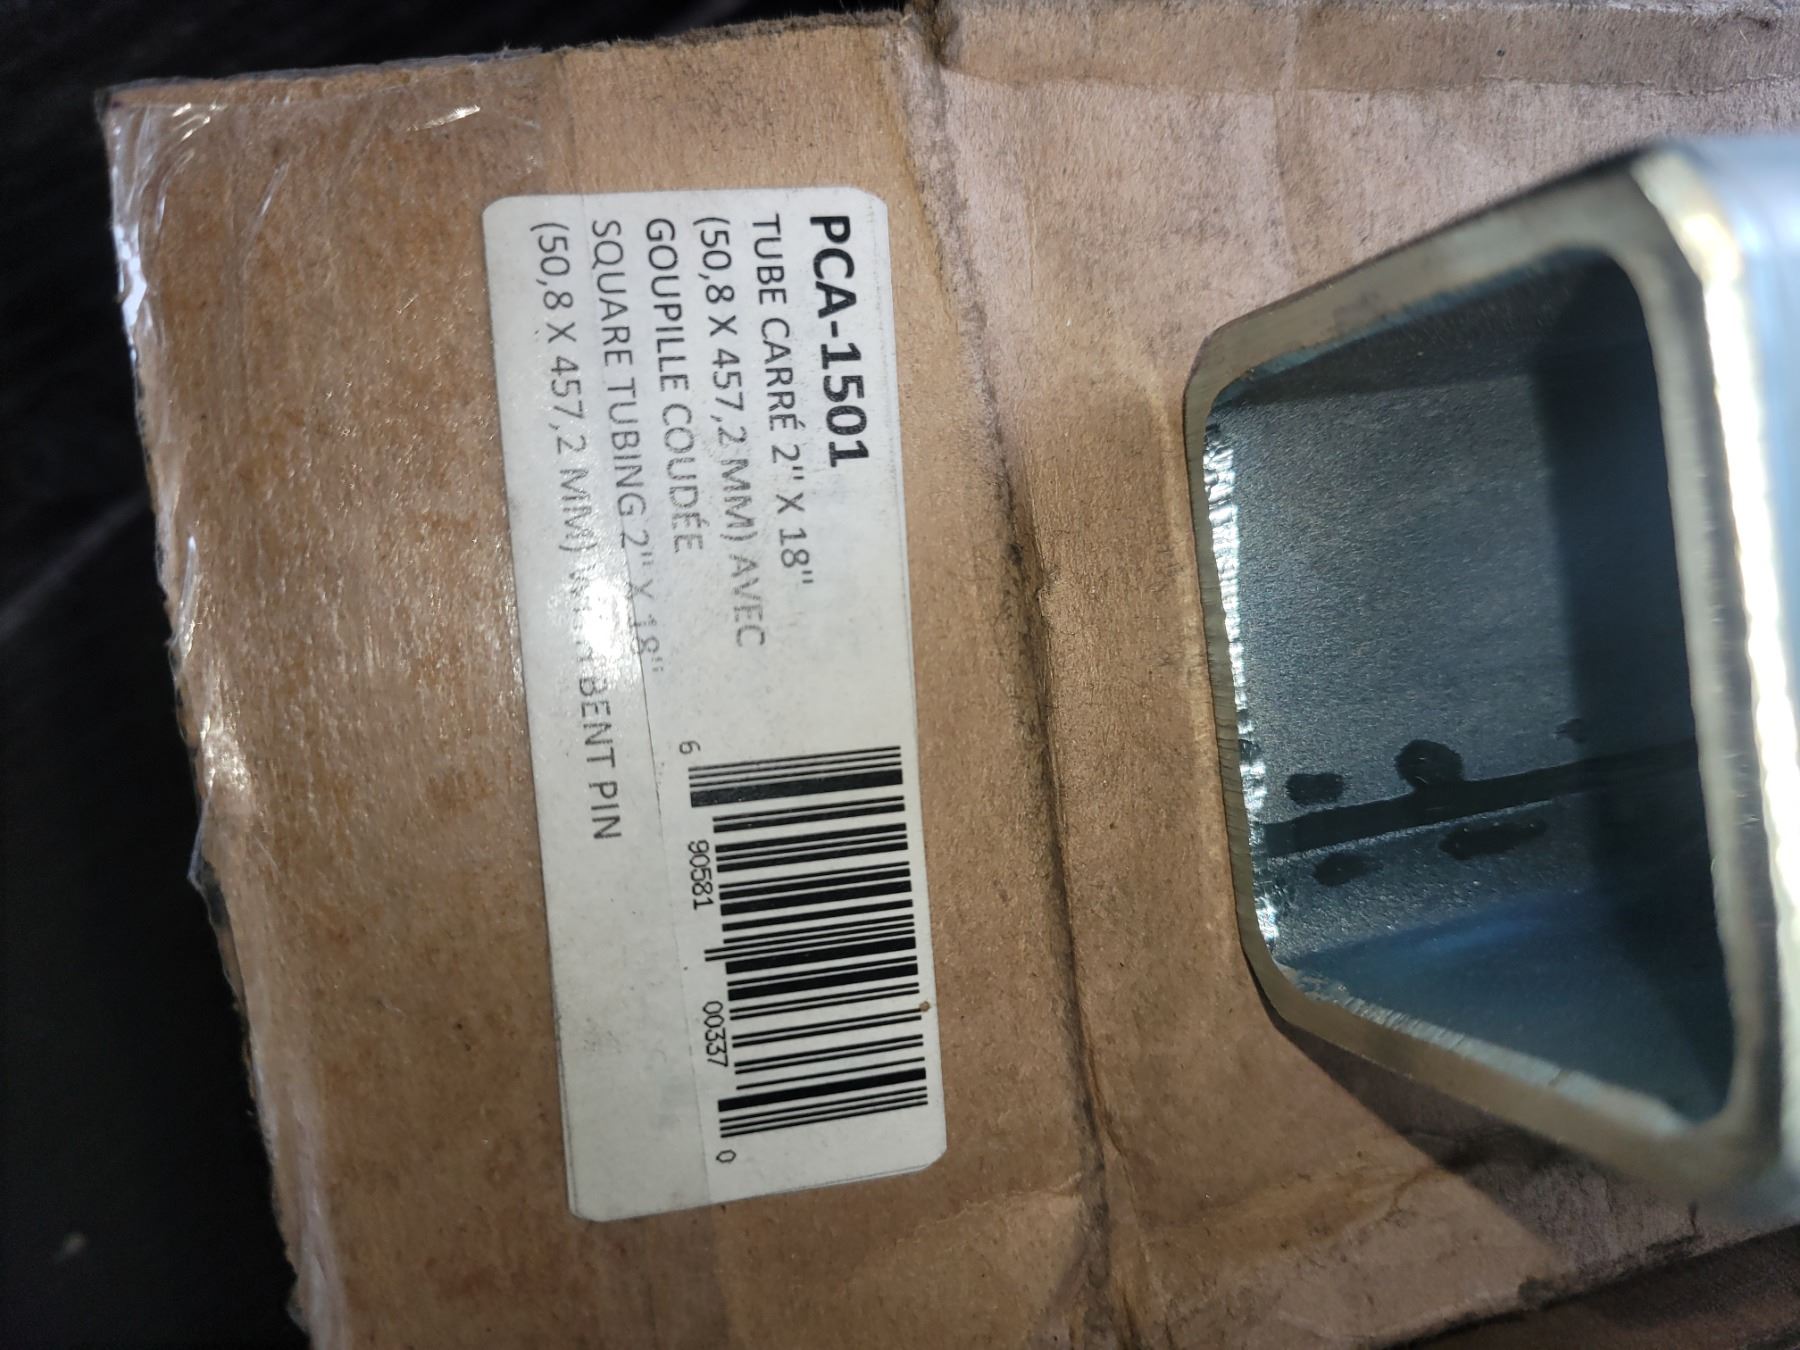 PCA-1501
TUBE CARRÉ 2" X 18"
(50,8 X 457,2 MM) AVEC
GOUPILLE COUDÉE
SQUARE TUBING 2" X 18"
(50,8 X 457,2 MM) WITH BENT PIN
6 90581 00337 0